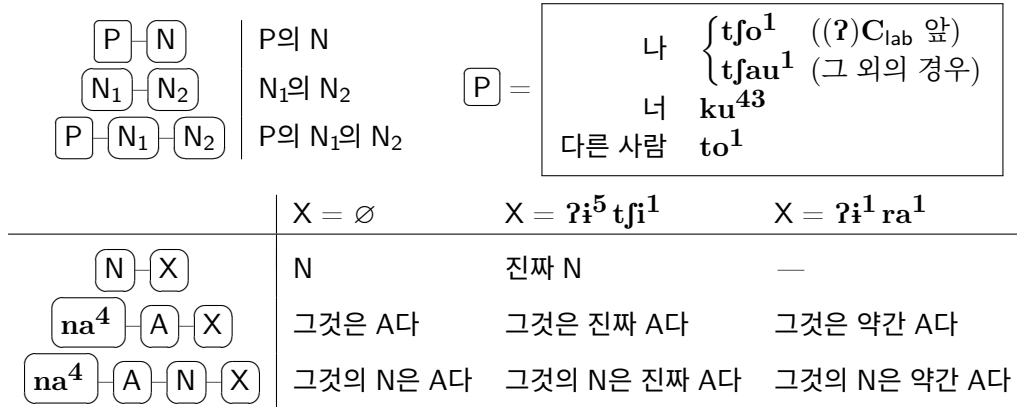 P N P의 N
N₁ N₂ N₁의 N₂
P N₁ N₂ P의 N₁의 N₂
P = 나 tʃo¹ ((ʔ)C_lab 앞)
tʃau¹ (그 외의 경우)
너 ku⁴³
다른 사람 to¹
X = ∅ X = ʔɨ⁵ tʃi¹ X = ʔɨ¹ ra¹
N X N 진짜 N —
na⁴ A X 그것은 A다 그것은 진짜 A다 그것은 약간 A다
na⁴ A N X 그것의 N은 A다 그것의 N은 진짜 A다 그것의 N은 약간 A다